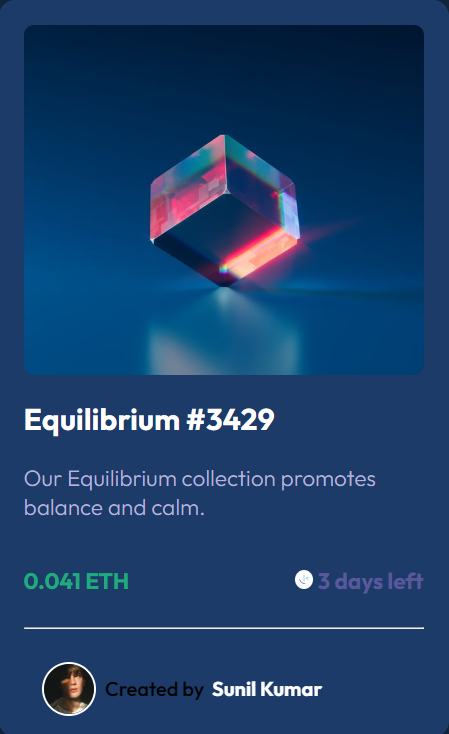 Equilibrium #3429
Our Equilibrium collection promotes
balance and calm.
0.041 ETH 3 days left
Created by Sunil Kumar